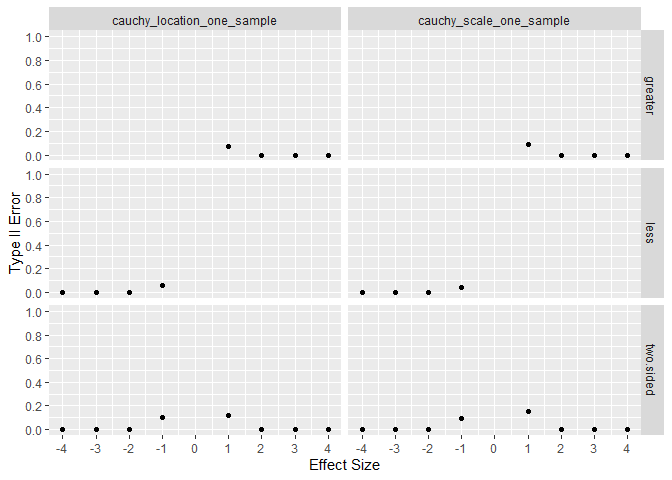 cauchy_location_one_sample cauchy_scale_one_sample
1.0
0.8
0.6
0.4
0.2
0.0
greater
1.0
0.8
0.6
0.4
0.2
0.0
less
Type II Error
1.0
0.8
0.6
0.4
0.2
0.0
two.sided
-4 -3 -2 -1 0 1 2 3 4 -4 -3 -2 -1 0 1 2 3 4
Effect Size